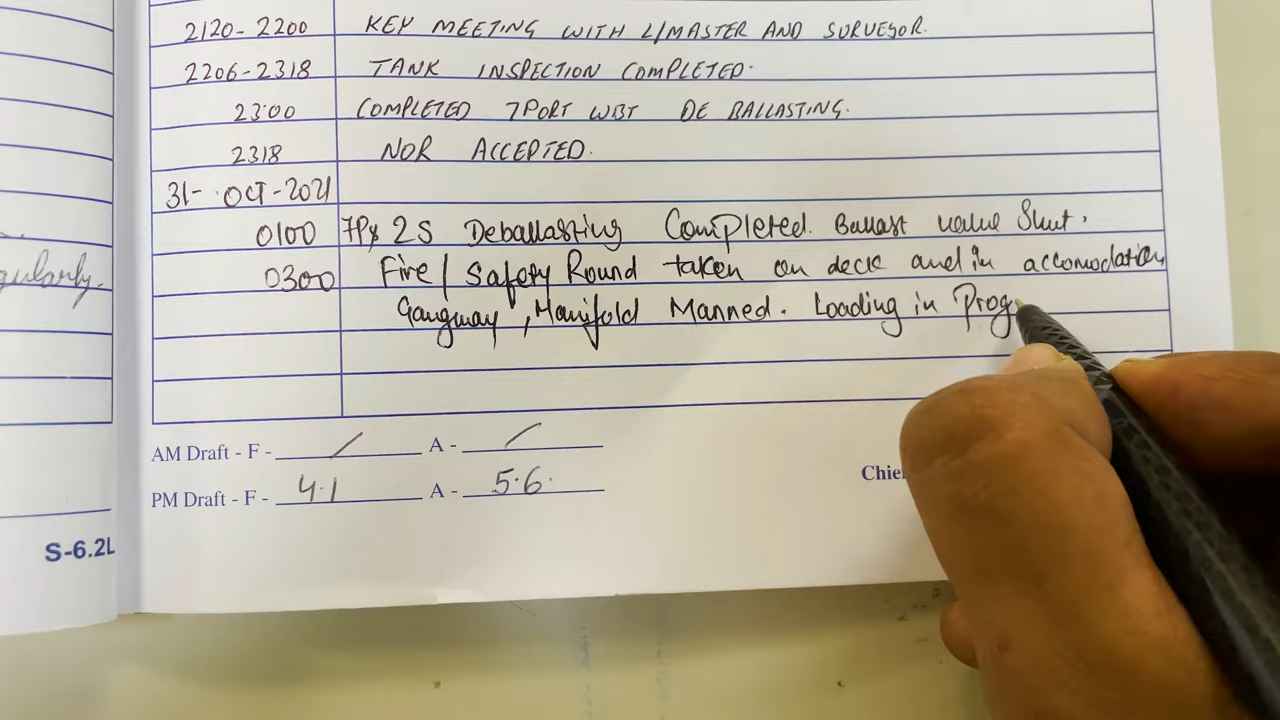 2120-2200 KEY MEETING WITH L/MASTER AND SURVEYOR.
2206-2318 TANK INSPECTION COMPLETED.
2300 COMPLETED 7PORT WBT DE BALLASTING.
2318 NOR ACCEPTED.
31-OCT-2021
0100 7P 2S Deballasting Completed. Ballast valve Shut.
gularly.
0300 Fire/Safety Round taken on deck and in accomodation
Gangway, Manifold Manned. Loading in Prog
AM Draft - F - / A - /
PM Draft - F - 4.1 A - 5.6.
Chie
S-6.2L